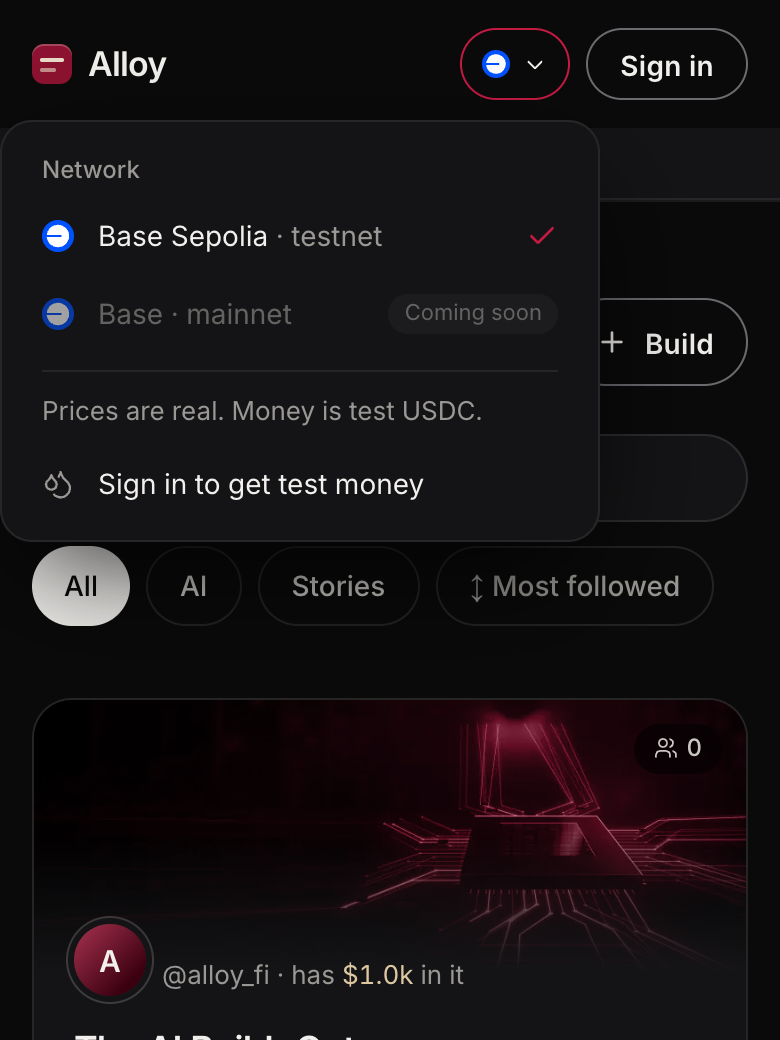 Alloy
Sign in
Network
Base Sepolia · testnet
Base · mainnet
Coming soon
Build
Prices are real. Money is test USDC.
Sign in to get test money
All
AI
Stories
Most followed
0
A
@alloy_fi · has $1.0k in it